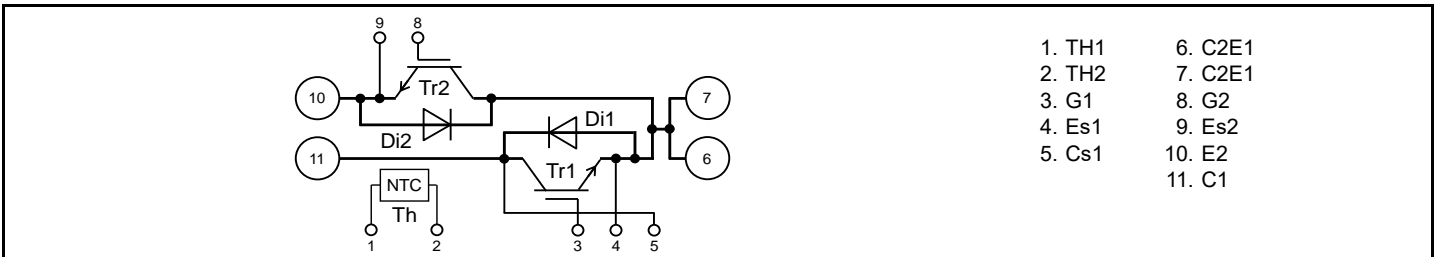 9 8
Tr2
10
7
Di2
Di1
11
6
Tr1
NTC
Th
1 2 3 4 5
1. TH1
2. TH2
3. G1
4. Es1
5. Cs1
6. C2E1
7. C2E1
8. G2
9. Es2
10. E2
11. C1